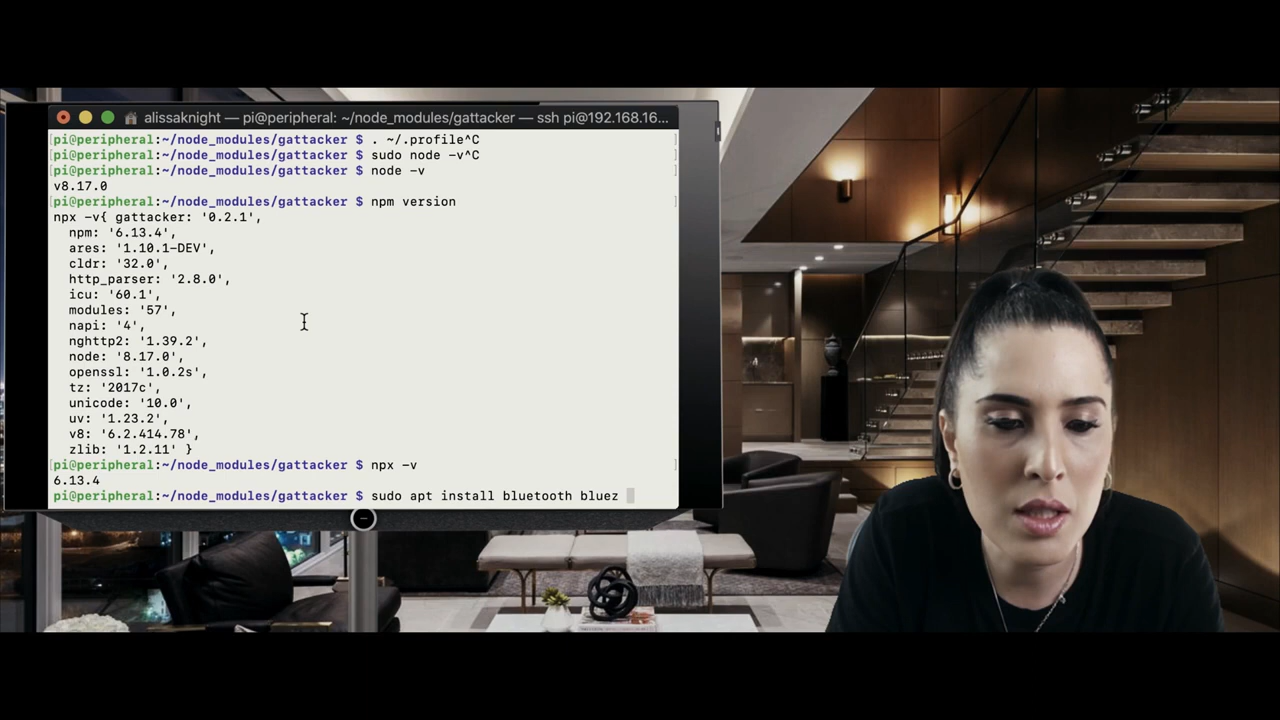 alissaknight — pi@peripheral: ~/node_modules/gattacker — ssh pi@192.168.16...
[pi@peripheral:~/node_modules/gattacker $ . ~/.profile^C ]
[pi@peripheral:~/node_modules/gattacker $ sudo node -v^C ]
[pi@peripheral:~/node_modules/gattacker $ node -v ]
v8.17.0
[pi@peripheral:~/node_modules/gattacker $ npm version ]
npx -v{ gattacker: '0.2.1',
  npm: '6.13.4',
  ares: '1.10.1-DEV',
  cldr: '32.0',
  http_parser: '2.8.0',
  icu: '60.1',
  modules: '57',
  napi: '4',
  nghttp2: '1.39.2',
  node: '8.17.0',
  openssl: '1.0.2s',
  tz: '2017c',
  unicode: '10.0',
  uv: '1.23.2',
  v8: '6.2.414.78',
  zlib: '1.2.11' }
[pi@peripheral:~/node_modules/gattacker $ npx -v ]
6.13.4
pi@peripheral:~/node_modules/gattacker $ sudo apt install bluetooth bluez